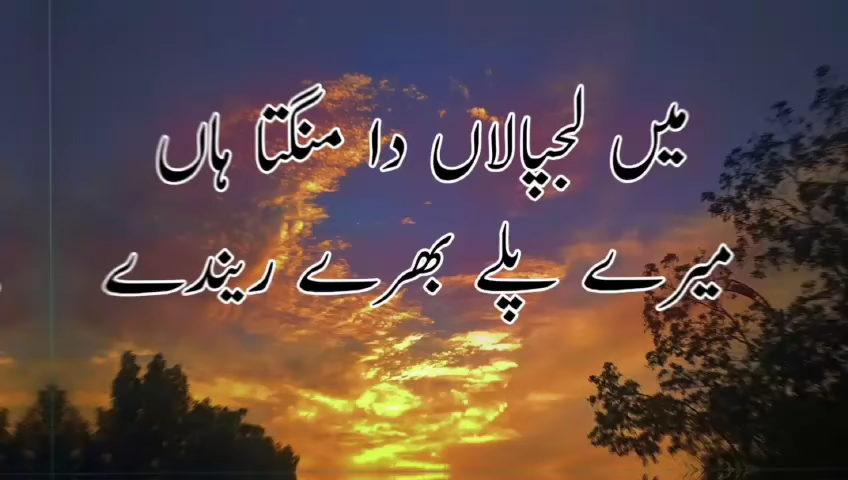 میں لجپالاں دا منگتا ہاں
میرے پلے بھرے ریندے